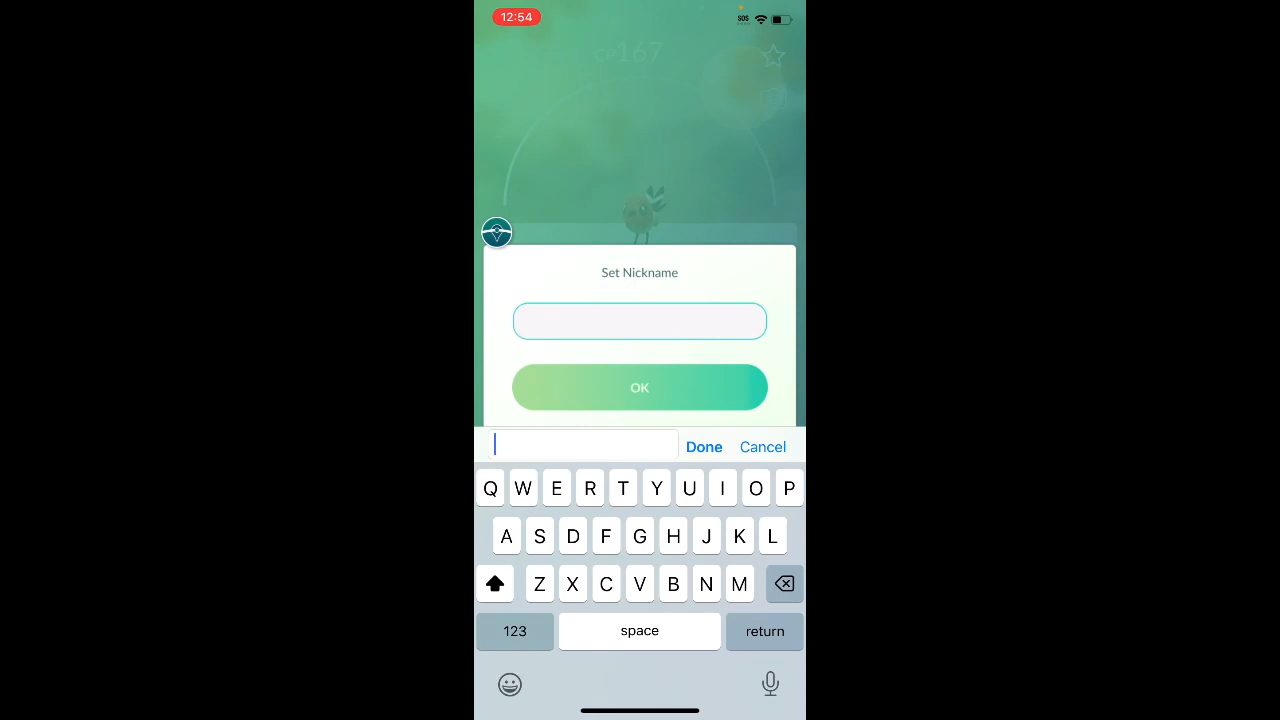 12:54
SOS
CP167
Set Nickname
OK
Done Cancel
Q W E R T Y U I O P
A S D F G H J K L
Z X C V B N M
123 space return